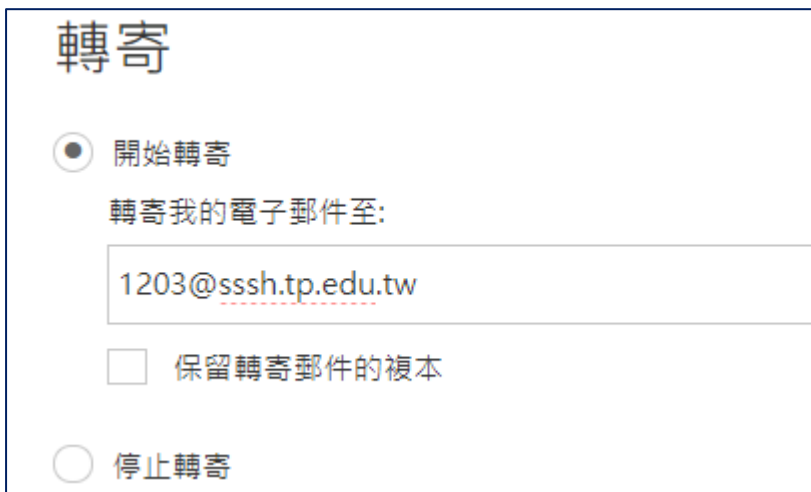 轉寄
開始轉寄
轉寄我的電子郵件至:
1203@sssh.tp.edu.tw
保留轉寄郵件的複本
停止轉寄